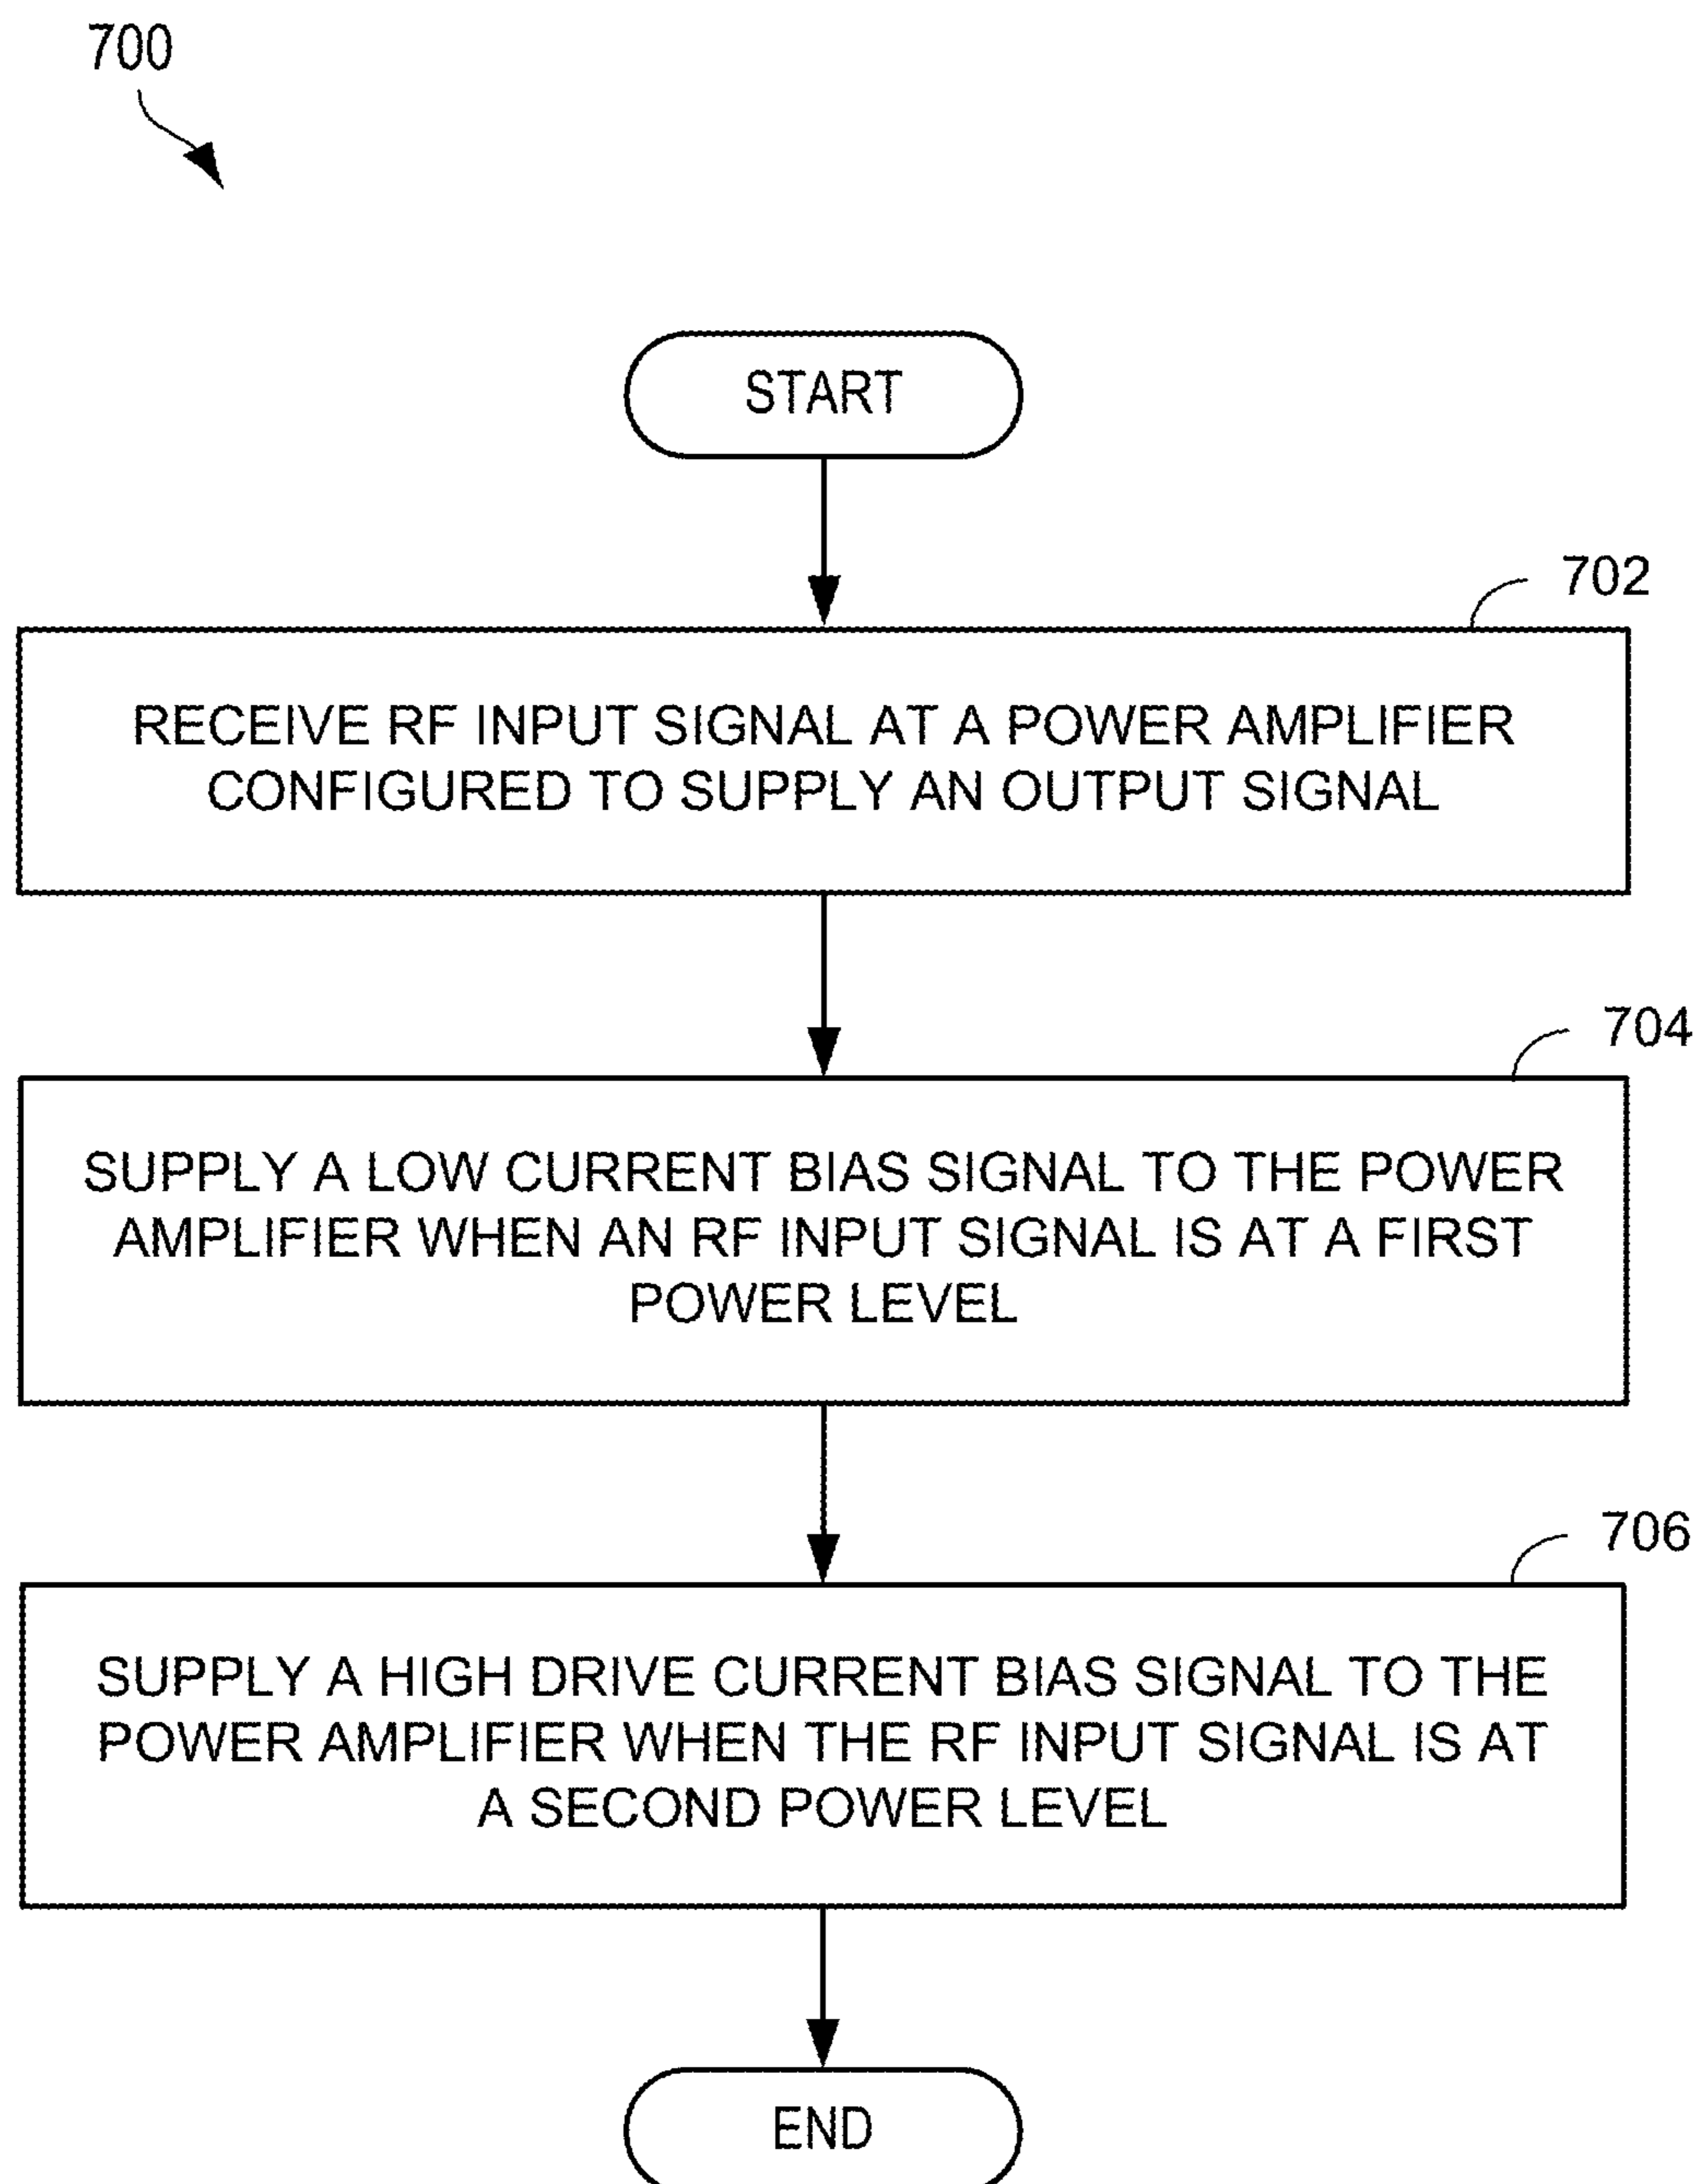 700
START
702
RECEIVE RF INPUT SIGNAL AT A POWER AMPLIFIER
CONFIGURED TO SUPPLY AN OUTPUT SIGNAL
704
SUPPLY A LOW CURRENT BIAS SIGNAL TO THE POWER
AMPLIFIER WHEN AN RF INPUT SIGNAL IS AT A FIRST
POWER LEVEL
706
SUPPLY A HIGH DRIVE CURRENT BIAS SIGNAL TO THE
POWER AMPLIFIER WHEN THE RF INPUT SIGNAL IS AT
A SECOND POWER LEVEL
END